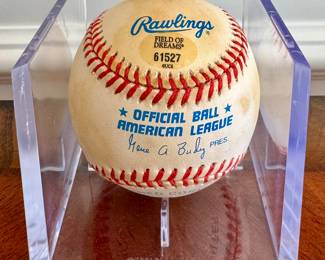 Rawlings
FIELD OF
DREAMS®
61527
★ OFFICIAL BALL ★
AMERICAN LEAGUE
Gene A Budig PRES.